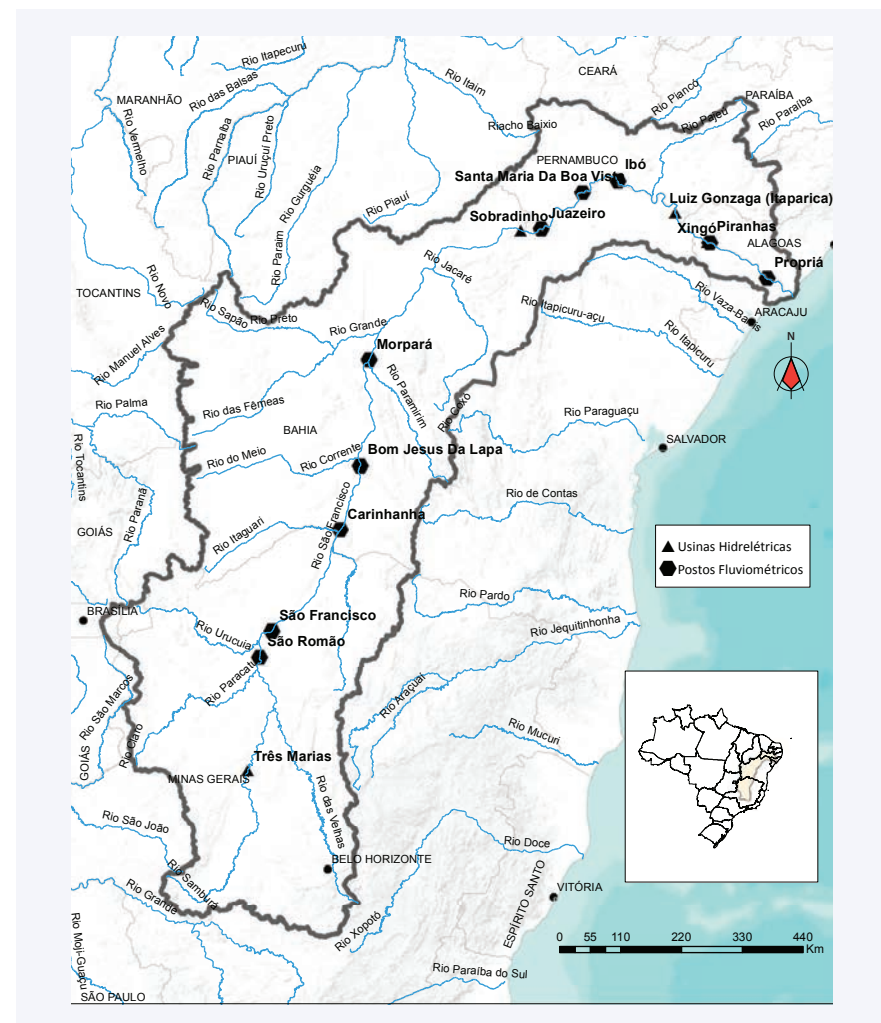 Rio Itapecuru
CEARÁ
Rio Itaim
Rio das Balsas
MARANHÃO
Rio Piancó
PARAÍBA
Rio Vermelho
Rio Parnaíba
Rio Uruçuí Preto
Riacho Baixio
Rio Pajeú
Rio Paraíba
PIAUÍ
Rio Gurguéia
PERNAMBUCO
Ibó
Santa Maria Da Boa Vista
Rio Piauí
Luiz Gonzaga (Itaparica)
Sobradinho
Juazeiro
Xingó
Piranhas
ALAGOAS
Rio Paraim
Propriá
Rio Jacaré
Rio Novo
TOCANTINS
Rio Sapão
Rio Preto
Rio Grande
Rio Itapicuru-açu
Rio Vaza-Barris
ARACAJU
Rio Itapicuru
N
Rio Manuel Alves
Morpará
Rio Paramirim
Rio Palma
Rio das Fêmeas
Rio Coxó
Rio Paraguaçu
BAHIA
SALVADOR
Rio do Meio
Rio Corrente
Bom Jesus Da Lapa
Rio Tocantins
Rio Paranã
Rio São Francisco
Rio de Contas
Carinhanha
GOIÁS
Rio Itaguari
Usinas Hidrelétricas
Postos Fluviométricos
BRASÍLIA
Rio Pardo
São Francisco
Rio Urucuia
Rio Jequitinhonha
São Romão
Rio Paracatu
Rio São Marcos
Rio Araçuaí
Rio Claro
Rio Mucuri
GOIÁS
Três Marias
MINAS GERAIS
Rio das Velhas
Rio São João
Rio Doce
BELO HORIZONTE
Rio Samburá
Rio Grande
VITÓRIA
ESPÍRITO SANTO
Rio Xopotó
Rio Moji-Guaçu
0 55 110 220 330 440
Km
Rio Paraíba do Sul
SÃO PAULO